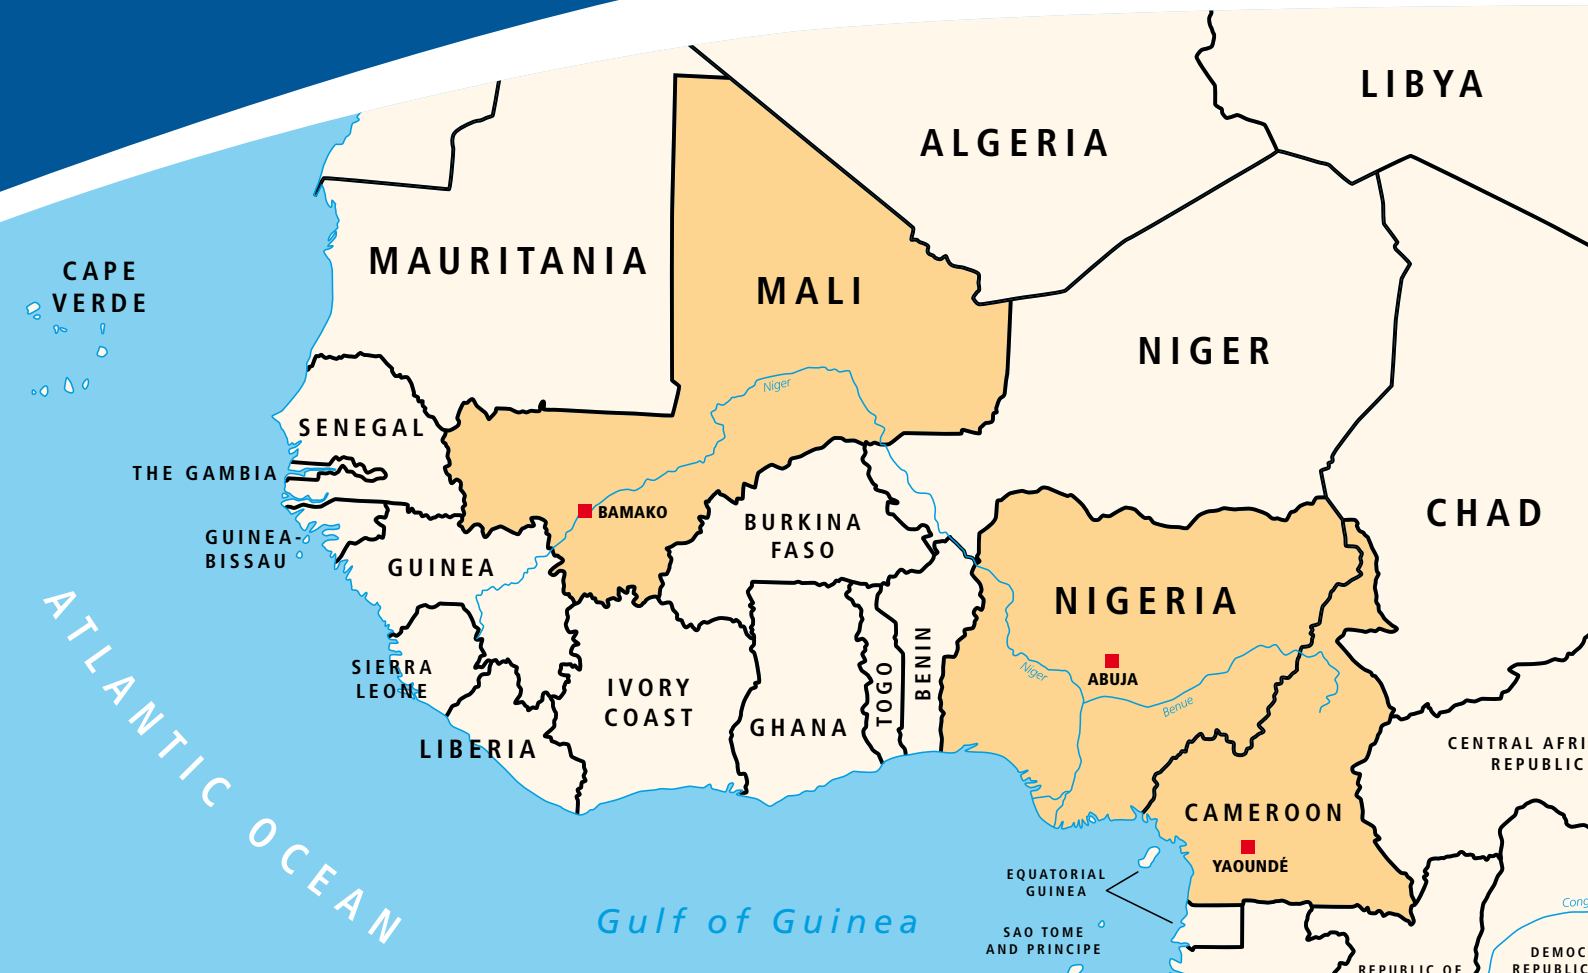 LIBYA
ALGERIA
MAURITANIA
CAPE
VERDE
MALI
NIGER
Niger
SENEGAL
THE GAMBIA
BAMAKO
BURKINA
FASO
CHAD
GUINEA-
BISSAU
GUINEA
NIGERIA
ATLANTIC OCEAN
SIERRA
LEONE
IVORY
COAST
GHANA
TOGO
BENIN
Niger
ABUJA
Benue
LIBERIA
CENTRAL AFRI
REPUBLIC
CAMEROON
YAOUNDÉ
EQUATORIAL
GUINEA
Gulf of Guinea
SAO TOME
AND PRINCIPE
Cong
DEMOC
REPUBLIC
REPUBLIC OF